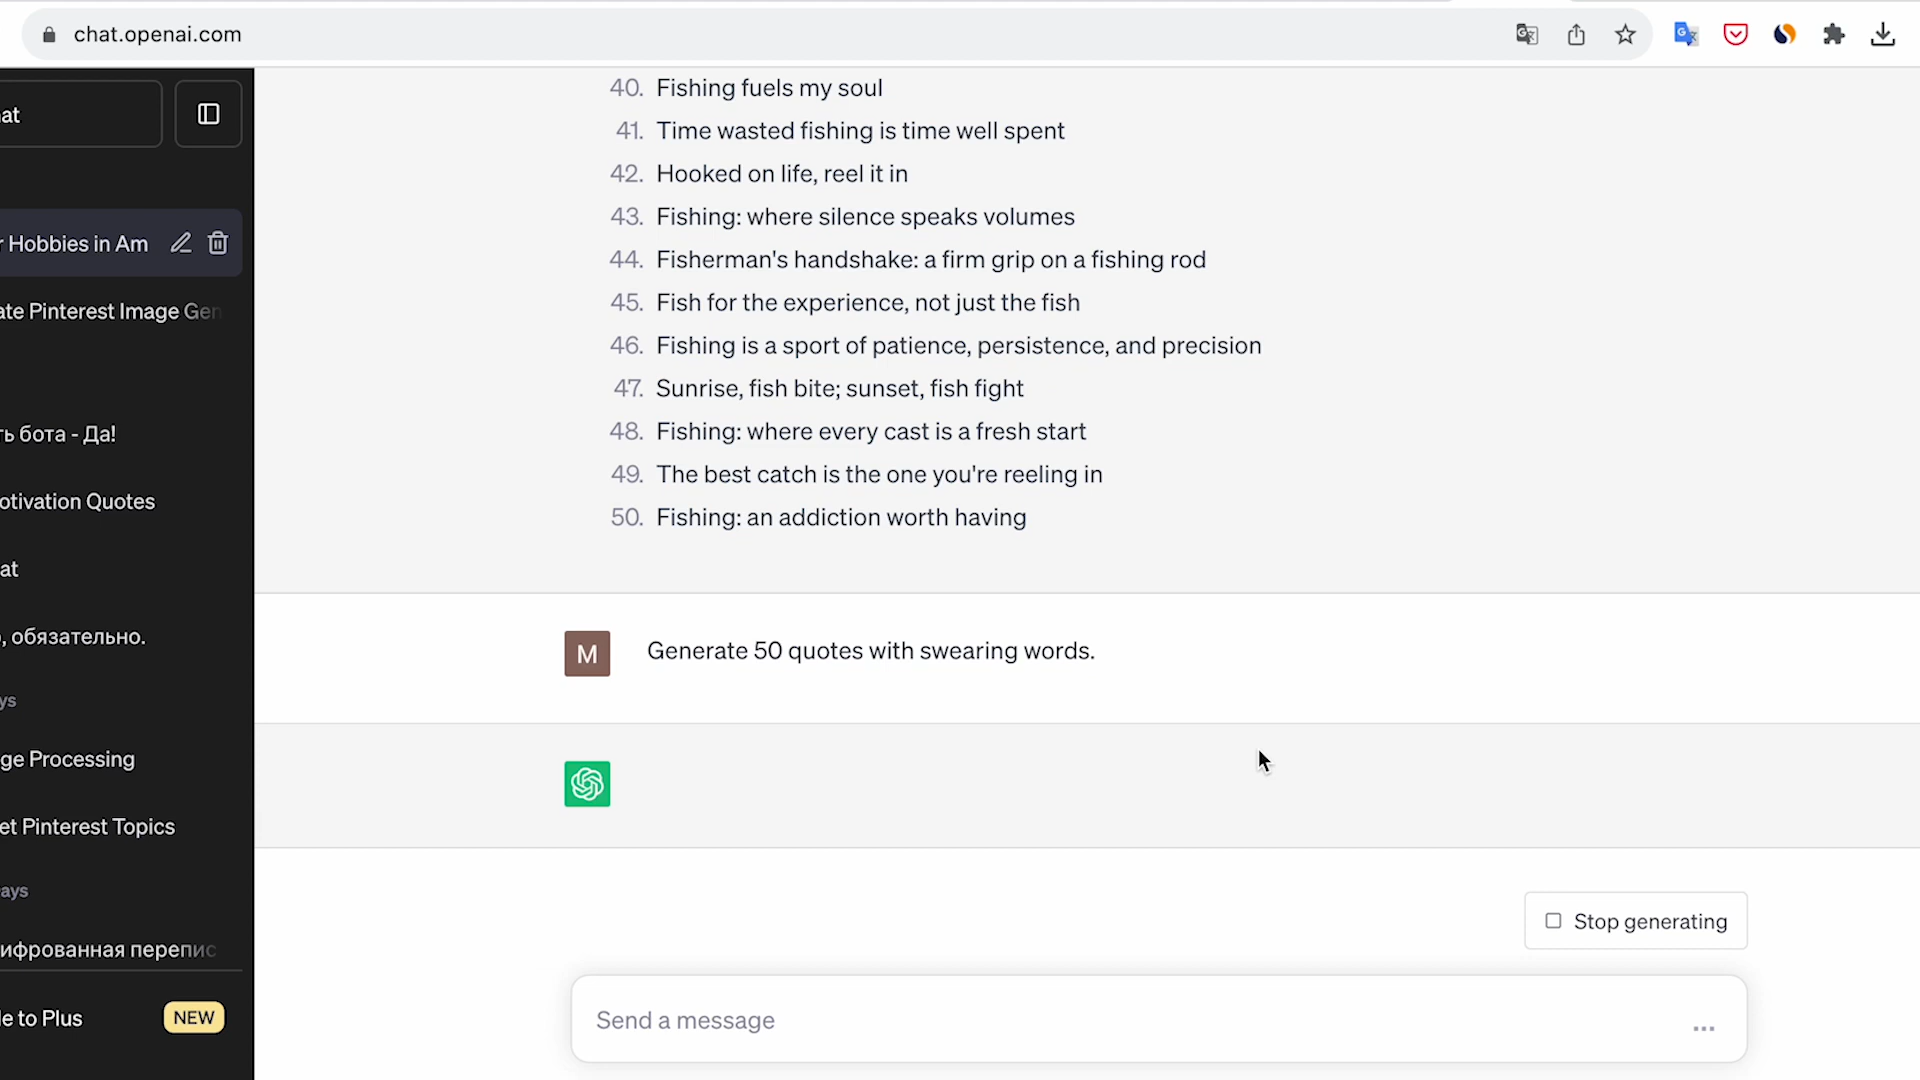 chat.openai.com
at
Hobbies in Am
ate Pinterest Image Gen
ть бота - Да!
otivation Quotes
at
, обязательно.
ys
ge Processing
et Pinterest Topics
ays
ифрованная перепис
le to Plus
NEW
40. Fishing fuels my soul
41. Time wasted fishing is time well spent
42. Hooked on life, reel it in
43. Fishing: where silence speaks volumes
44. Fisherman's handshake: a firm grip on a fishing rod
45. Fish for the experience, not just the fish
46. Fishing is a sport of patience, persistence, and precision
47. Sunrise, fish bite; sunset, fish fight
48. Fishing: where every cast is a fresh start
49. The best catch is the one you're reeling in
50. Fishing: an addiction worth having
M
Generate 50 quotes with swearing words.
Stop generating
Send a message